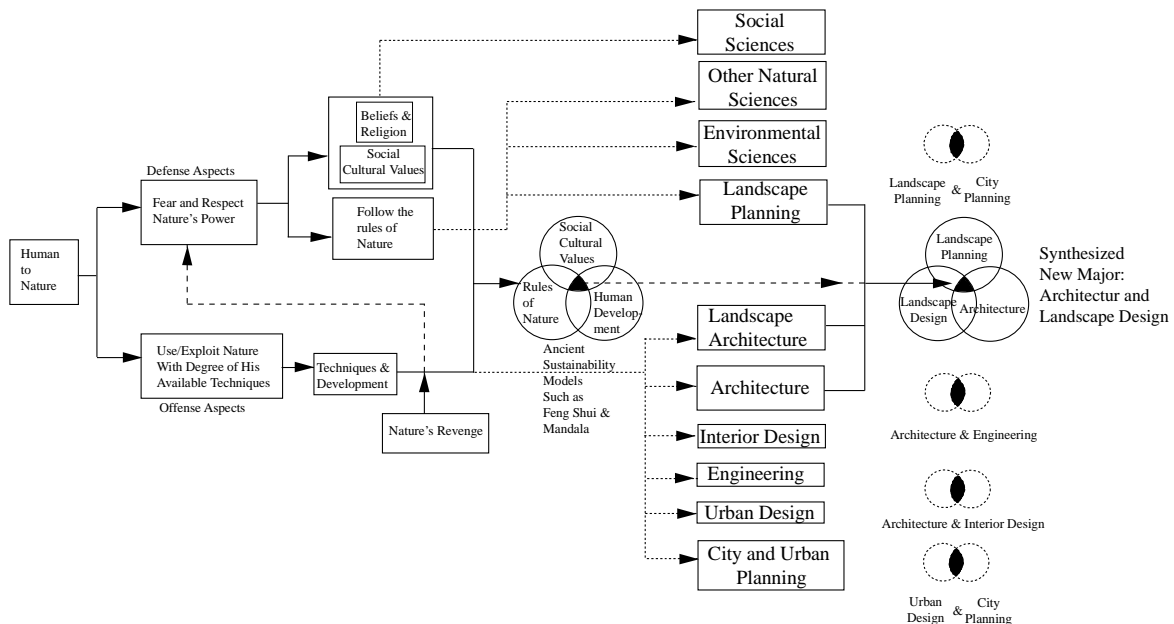 Social
Sciences
Other Natural
Sciences
Beliefs &
Religion
Social
Cultural Values
Environmental
Sciences
Defense Aspects
Fear and Respect
Nature's Power
Landscape
Planning
Landscape
Planning
&
City
Planning
Follow the
rules of
Nature
Human
to
Nature
Social
Cultural
Values
Rules
of
Nature
Human
Develop-
ment
Landscape
Planning
Landscape
Design
Architecture
Synthesized
New Major:
Architectur and
Landscape Design
Landscape
Architecture
Use/Exploit Nature
With Degree of His
Available Techniques
Offense Aspects
Techniques &
Development
Ancient
Sustainability
Models
Such as
Feng Shui &
Mandala
Architecture
Nature's Revenge
Interior Design
Architecture & Engineering
Engineering
Urban Design
Architecture & Interior Design
City and Urban
Planning
Urban
Design
&
City
Planning